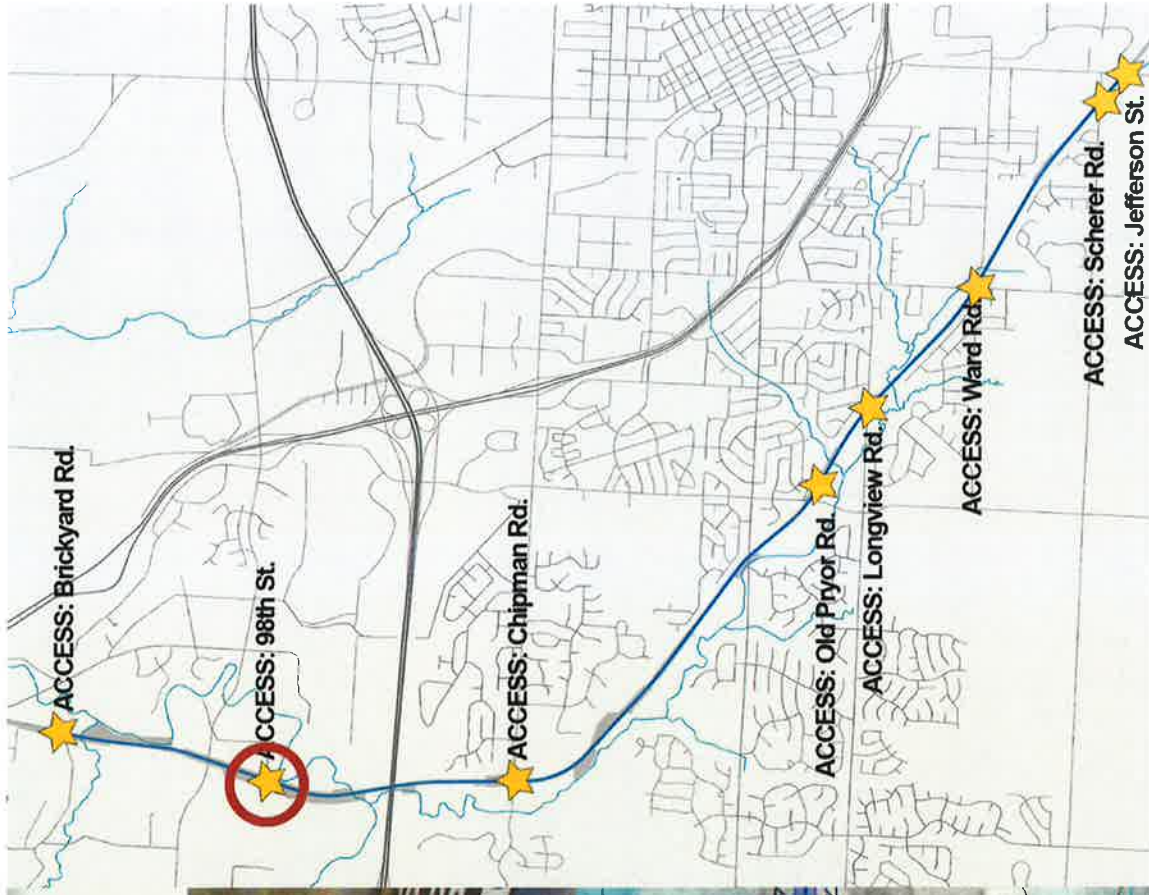 ACCESS: Brickyard Rd.
ACCESS: 98th St.
ACCESS: Chipman Rd.
ACCESS: Old Pryor Rd.
ACCESS: Longview Rd.
ACCESS: Ward Rd.
ACCESS: Scherer Rd.
ACCESS: Jefferson St.